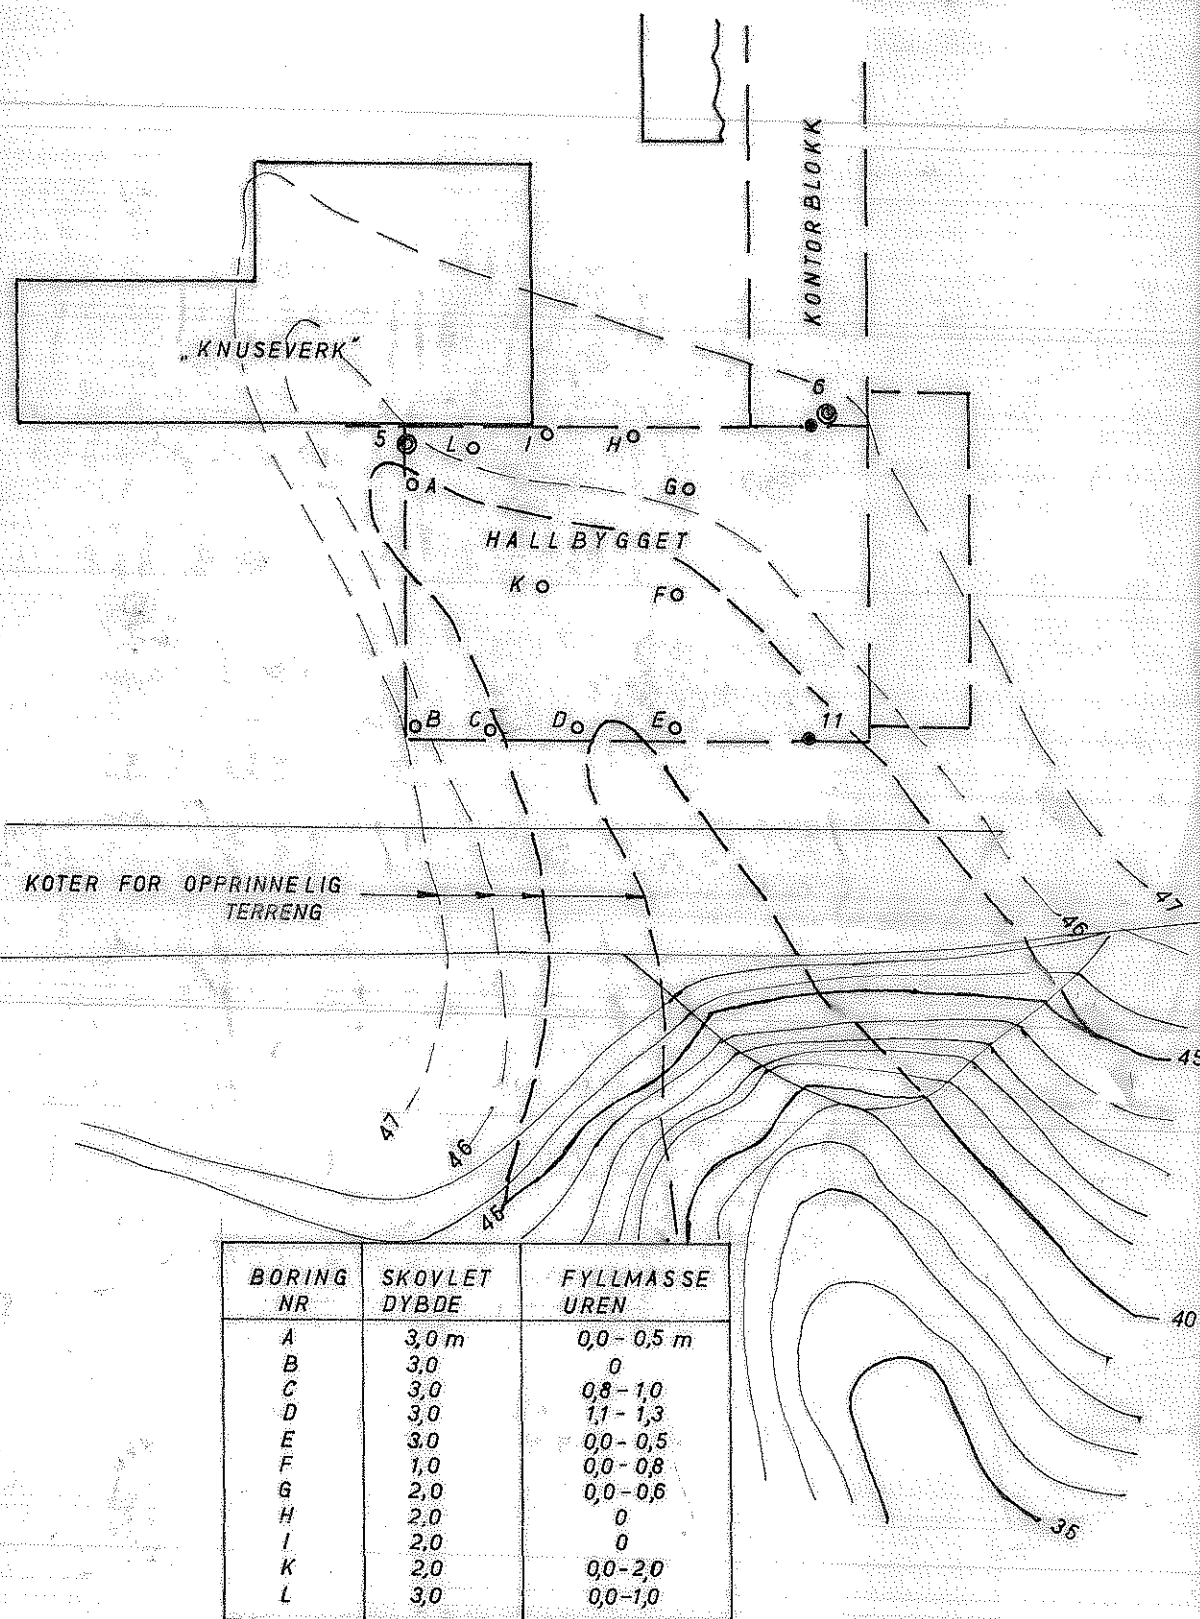 KONTORBLOKK
„KNUSEVERK"
6
5
L
I
H
A
G
HALLBYGGET
K
F
B
C
D
E
11
KOTER FOR OPPRINNELIG
TERRENG
47
46
45
47
46
45
40
35
BORING NR SKOVLET DYBDE FYLLMASSE UREN
A 3,0 m 0,0 - 0,5 m
B 3,0 0
C 3,0 0,8 - 1,0
D 3,0 1,1 - 1,3
E 3,0 0,0 - 0,5
F 1,0 0,0 - 0,8
G 2,0 0,0 - 0,6
H 2,0 0
I 2,0 0
K 2,0 0,0 - 2,0
L 3,0 0,0 - 1,0